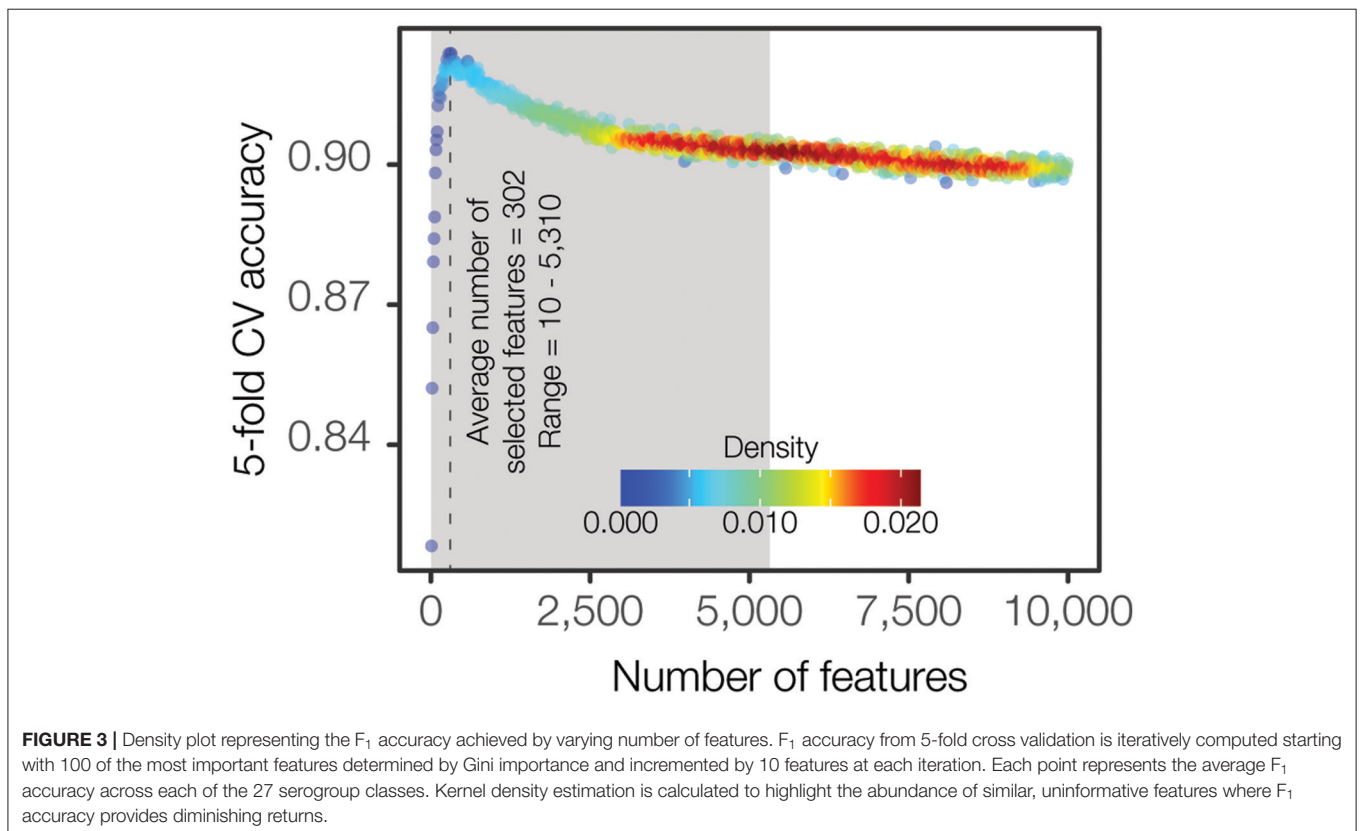 5-fold CV accuracy
0.90
0.87
0.84
Average number of
selected features = 302
Range = 10 - 5,310
Density
0.000 0.010 0.020
0 2,500 5,000 7,500 10,000
Number of features
FIGURE 3 | Density plot representing the F₁ accuracy achieved by varying number of features. F₁ accuracy from 5-fold cross validation is iteratively computed starting
with 100 of the most important features determined by Gini importance and incremented by 10 features at each iteration. Each point represents the average F₁
accuracy across each of the 27 serogroup classes. Kernel density estimation is calculated to highlight the abundance of similar, uninformative features where F₁
accuracy provides diminishing returns.